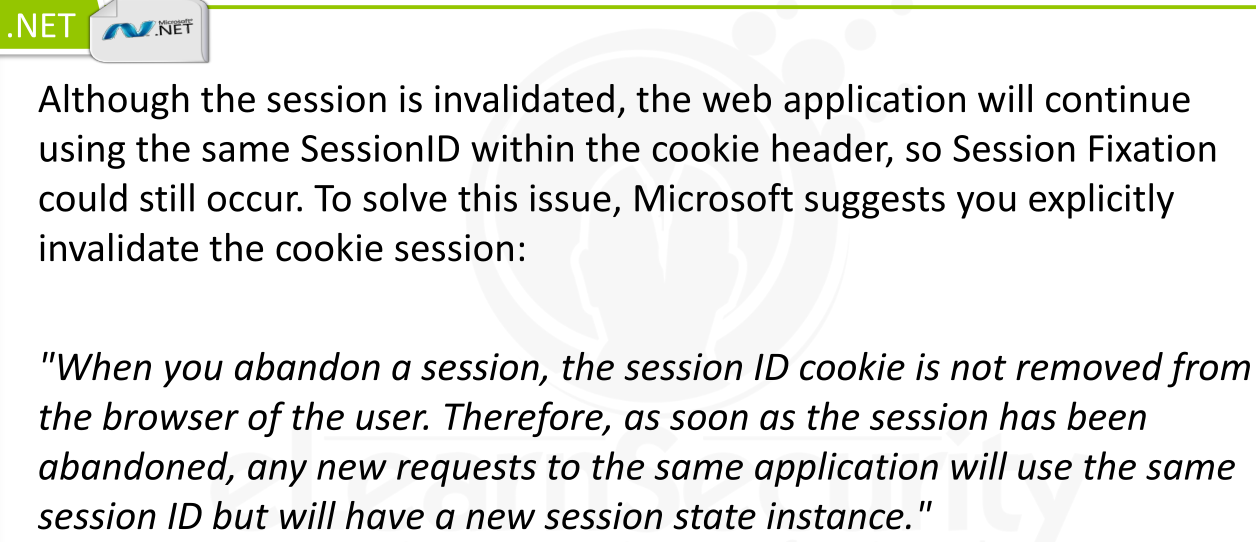 .NET
Microsoft®
.NET
Although the session is invalidated, the web application will continue
using the same SessionID within the cookie header, so Session Fixation
could still occur. To solve this issue, Microsoft suggests you explicitly
invalidate the cookie session:
"When you abandon a session, the session ID cookie is not removed from
the browser of the user. Therefore, as soon as the session has been
abandoned, any new requests to the same application will use the same
session ID but will have a new session state instance."
eLearnSecurity